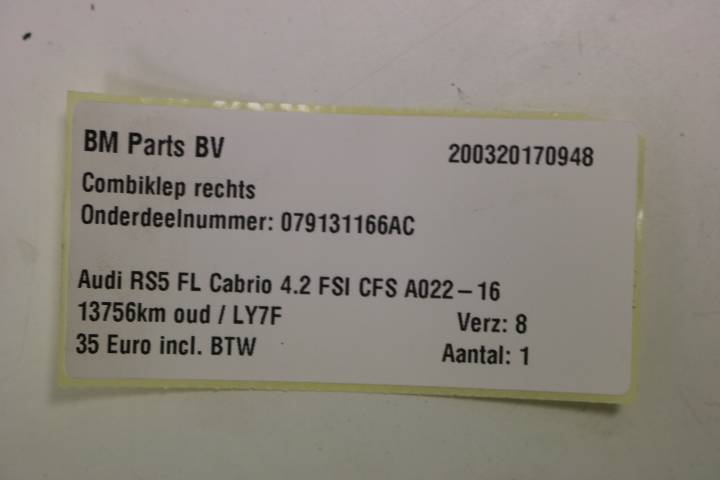 BM Parts BV 200320170948
Combiklep rechts
Onderdeelnummer: 079131166AC
Audi RS5 FL Cabrio 4.2 FSI CFS A022-16
13756km oud / LY7F Verz: 8
35 Euro incl. BTW Aantal: 1